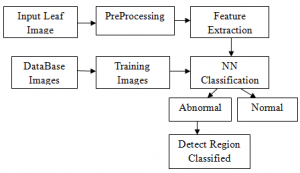 Input Leaf
Image
PreProcessing
Feature
Extraction
DataBase
Images
Training
Images
NN
Classification
Abnormal
Normal
Detect Region
Classified